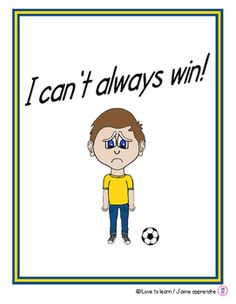 I can't always win!
©Love to learn / J'aime apprendre